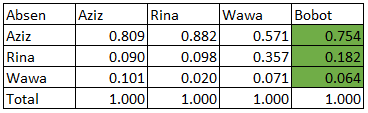 Absen Aziz Rina Wawa Bobot
Aziz 0.809 0.882 0.571 0.754
Rina 0.090 0.098 0.357 0.182
Wawa 0.101 0.020 0.071 0.064
Total 1.000 1.000 1.000 1.000